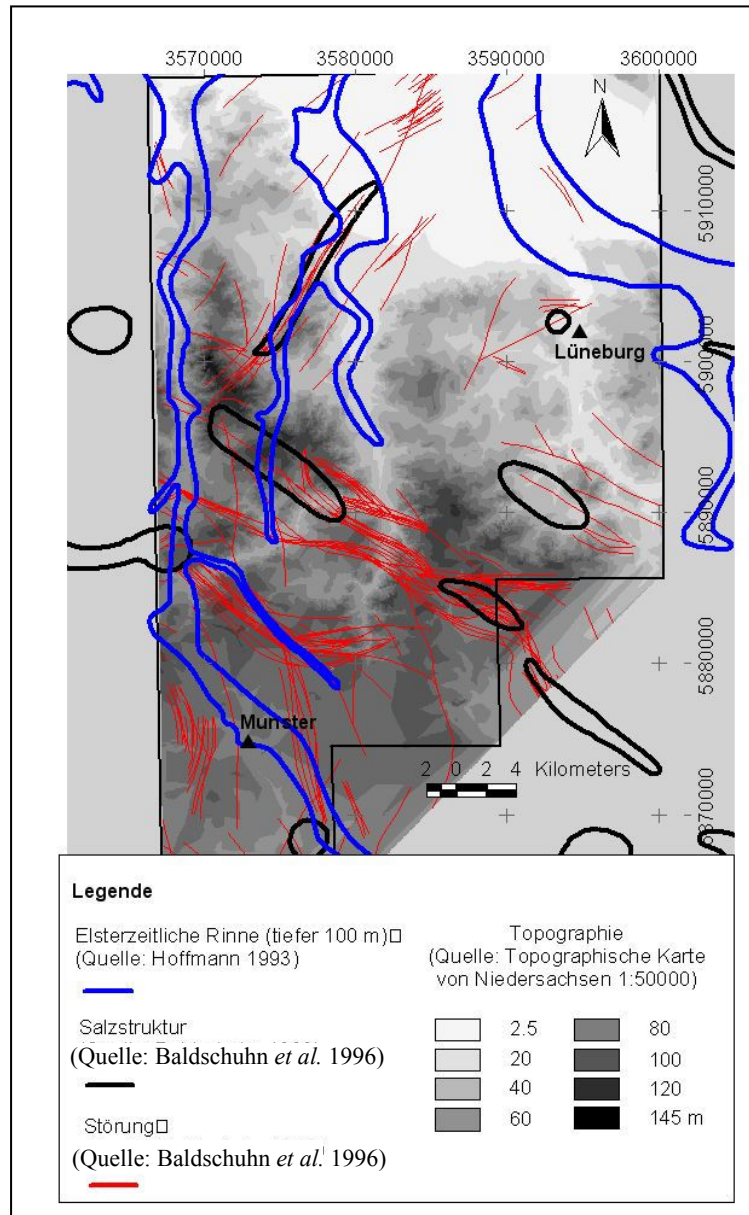 3570000 3580000 3590000 3600000
N
5910000
Lüneburg
5900000
5890000
5880000
Munster
2 0 2 4 Kilometers
5870000
Legende
Elsterzeitliche Rinne (tiefer 100 m)□
(Quelle: Hoffmann 1993)
Salzstruktur
(Quelle: Baldschuhn et al. 1996)
Störung□
(Quelle: Baldschuhn et al. 1996)
Topographie
(Quelle: Topographische Karte
von Niedersachsen 1:50000)
2.5 80
20 100
40 120
60 145 m